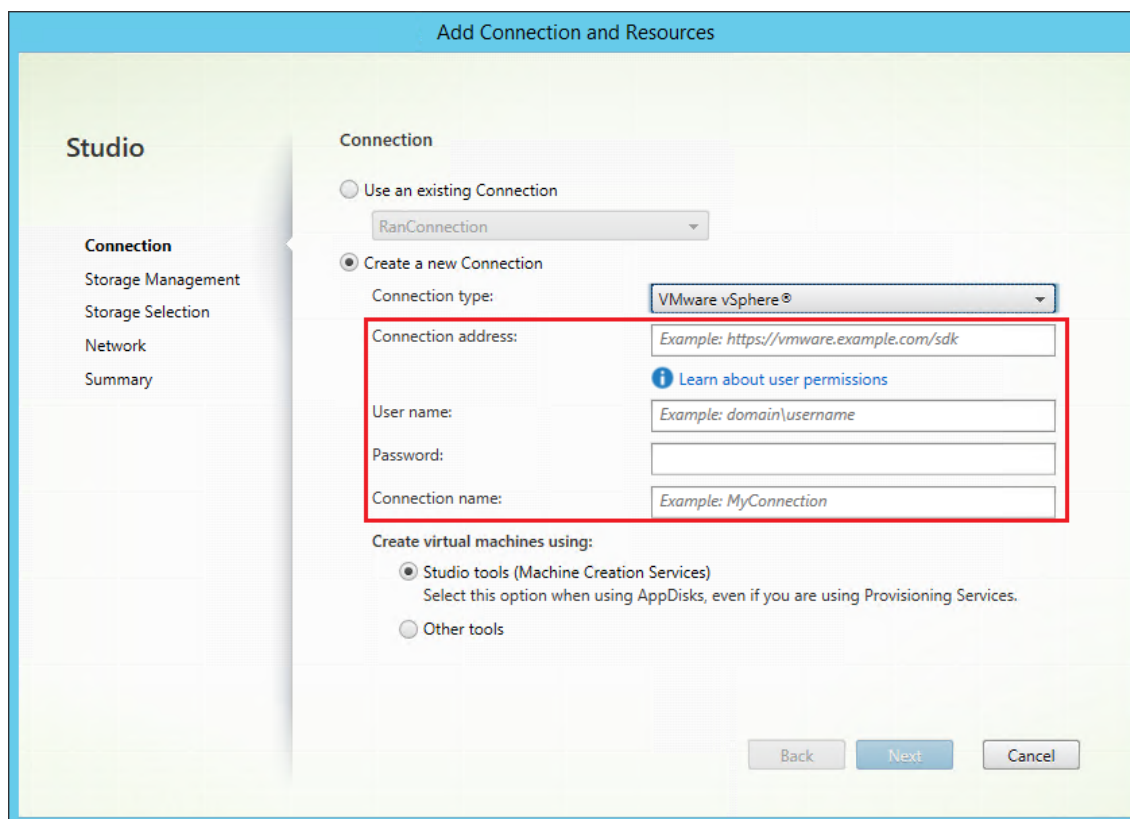 Add Connection and Resources
Studio
Connection
Storage Management
Storage Selection
Network
Summary
Connection
Use an existing Connection
RanConnection
Create a new Connection
Connection type:
VMware vSphere®
Connection address:
Example: https://vmware.example.com/sdk
Learn about user permissions
User name:
Example: domain\username
Password:
Connection name:
Example: MyConnection
Create virtual machines using:
Studio tools (Machine Creation Services)
Select this option when using AppDisks, even if you are using Provisioning Services.
Other tools
Back
Next
Cancel